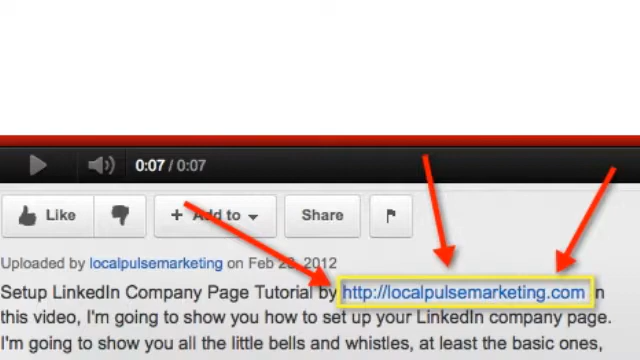 0:07 / 0:07
Like + Add to Share
Uploaded by localpulsemarketing on Feb 2, 2012
Setup LinkedIn Company Page Tutorial by http://localpulsemarketing.com
this video, I'm going to show you how to set up your LinkedIn company page.
I'm going to show you all the little bells and whistles, at least the basic ones,